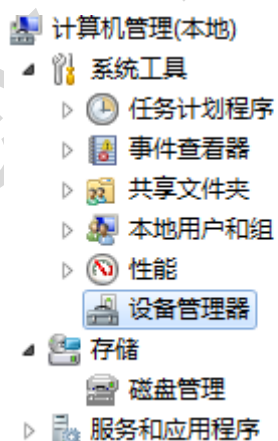 计算机管理(本地)
系统工具
任务计划程序
事件查看器
共享文件夹
本地用户和组
性能
设备管理器
存储
磁盘管理
服务和应用程序